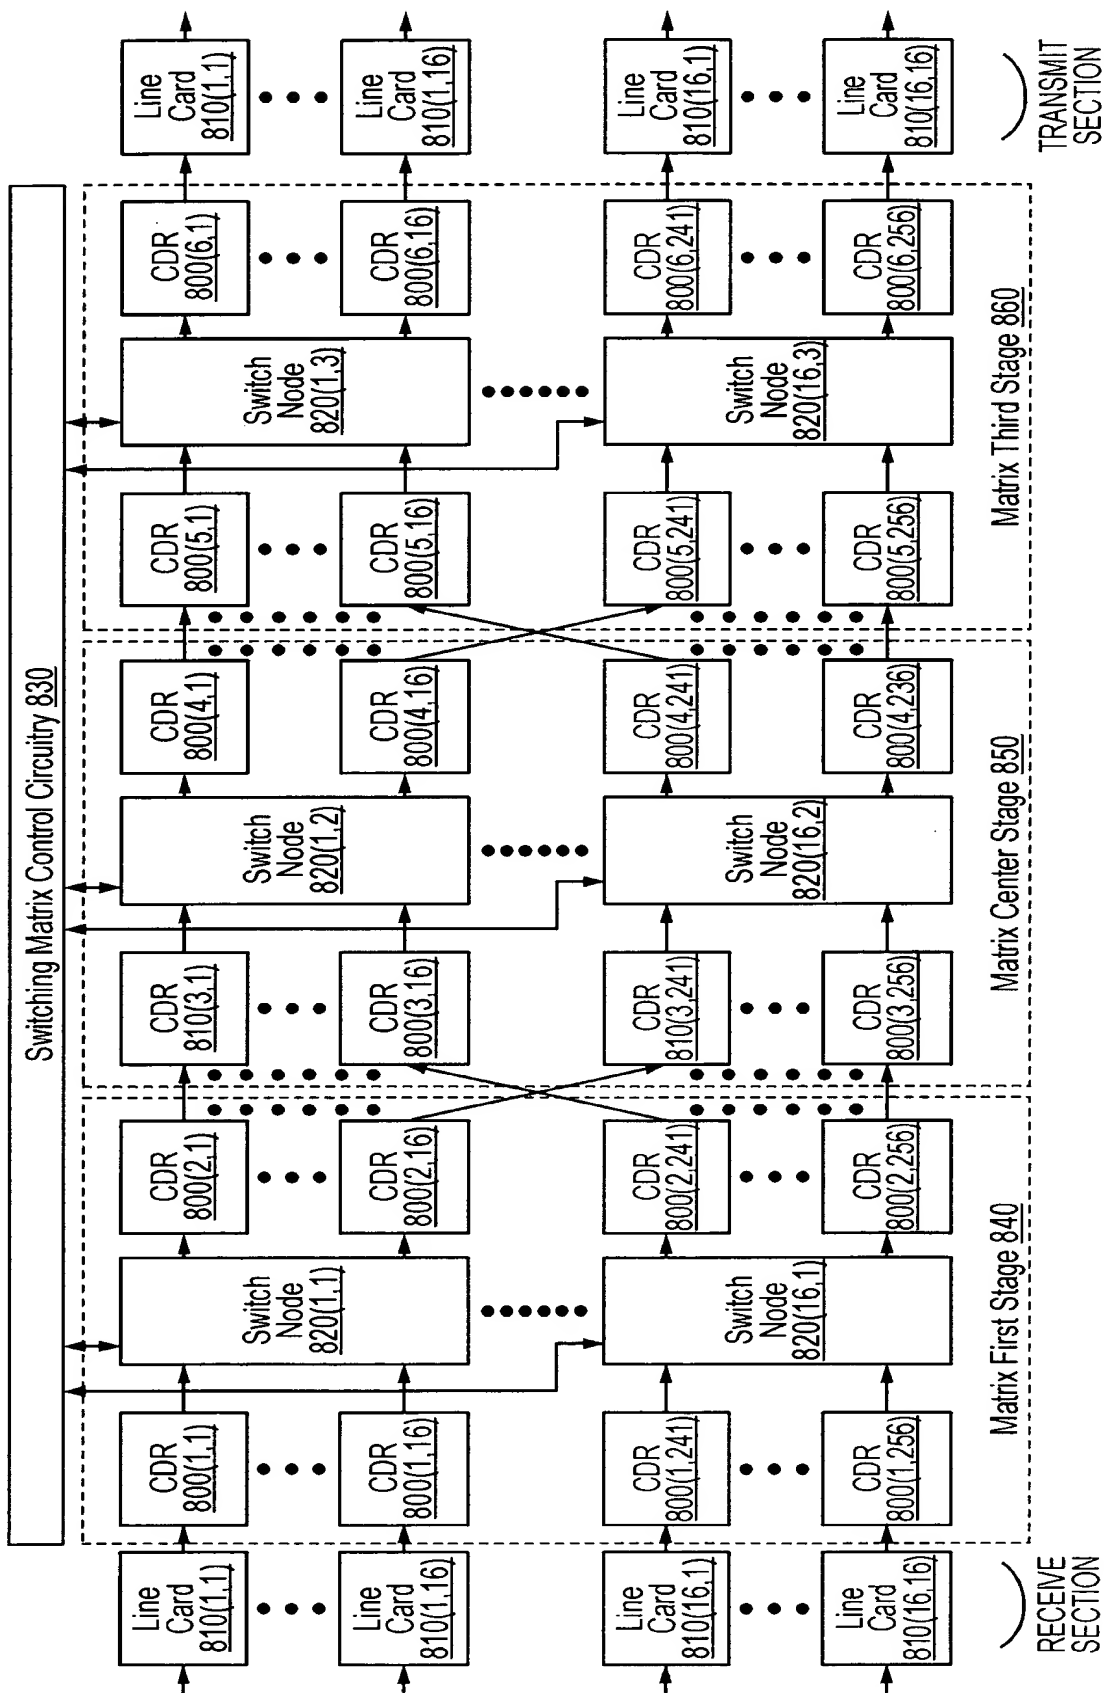 Switching Matrix Control Circuitry 830
Line
Card
810(1,1)
Line
Card
810(1,16)
Line
Card
810(16,1)
Line
Card
810(16,16)
RECEIVE
SECTION
CDR
800(1,1)
CDR
800(1,16)
CDR
800(1,241)
CDR
800(1,256)
Switch
Node
820(1,1)
Switch
Node
820(16,1)
CDR
800(2,1)
CDR
800(2,16)
CDR
800(2,241)
CDR
800(2,256)
Matrix First Stage 840
CDR
810(3,1)
CDR
800(3,16)
CDR
810(3,241)
CDR
800(3,256)
Switch
Node
820(1,2)
Switch
Node
820(16,2)
CDR
800(4,1)
CDR
800(4,16)
CDR
800(4,241)
CDR
800(4,236)
Matrix Center Stage 850
CDR
800(5,1)
CDR
800(5,16)
CDR
800(5,241)
CDR
800(5,256)
Switch
Node
820(1,3)
Switch
Node
820(16,3)
CDR
800(6,1)
CDR
800(6,16)
CDR
800(6,241)
CDR
800(6,256)
Matrix Third Stage 860
Line
Card
810(1,1)
Line
Card
810(1,16)
Line
Card
810(16,1)
Line
Card
810(16,16)
TRANSMIT
SECTION